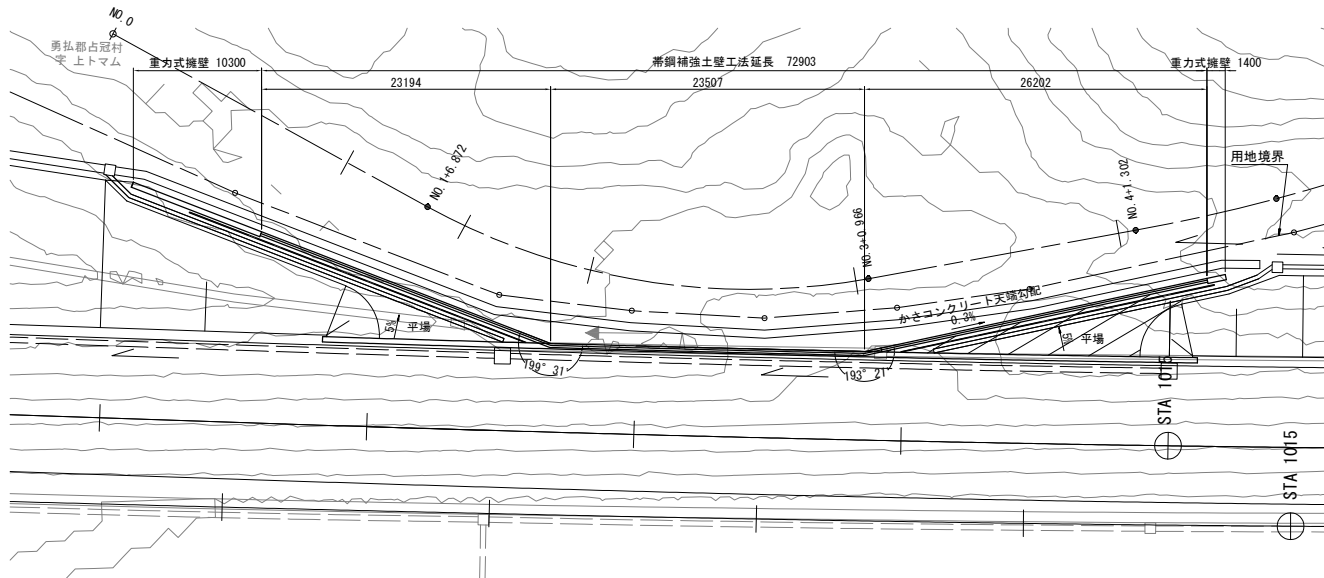 NO.0
勇払郡占冠村
字 上トマム
重力式擁壁 10300
帯鋼補強土壁工法延長 72903
重力式擁壁 1400
23194
23507
26202
NO.1+6.872
NO.3+0.966
NO.4+1.302
用地境界
かさコンクリート天端勾配
0.3%
5%
平場
5%
平場
199° 31'
193° 21'
STA 1015
STA 1015